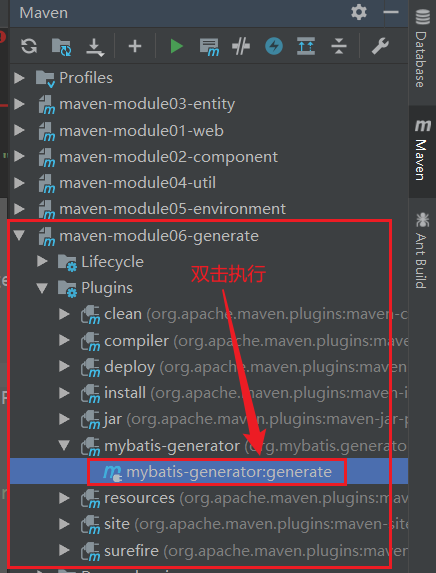 Maven
Profiles
maven-module03-entity
maven-module01-web
maven-module02-component
maven-module04-util
maven-module05-environment
maven-module06-generate
Lifecycle
双击执行
Plugins
clean (org.apache.maven.plugins:maven-c
compiler (org.apache.maven.plugins:mave
deploy (org.apache.maven.plugins:maven-
install (org.apache.maven.plugins:maven-i
jar (org.apache.maven.plugins:maven-jar-p
mybatis-generator (org.mybatis.generato
mybatis-generator:generate
resources (org.apache.maven.plugins:mav
site (org.apache.maven.plugins:maven-sit
surefire (org.apache.maven.plugins:mave
Database
Maven
Ant Build